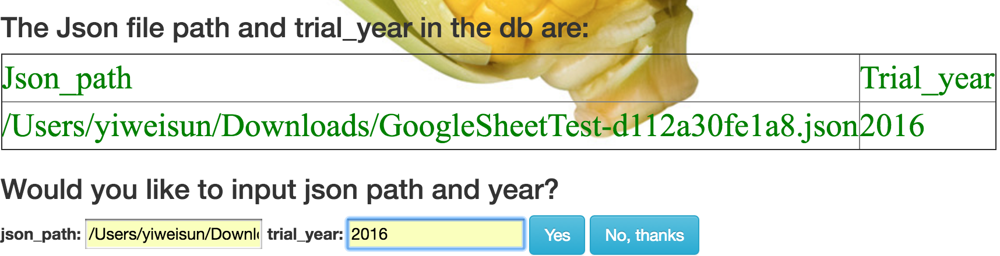 The Json file path and trial_year in the db are:
Json_path Trial_year
/Users/yiweisun/Downloads/GoogleSheetTest-d112a30fe1a8.json 2016
Would you like to input json path and year?
json_path: /Users/yiweisun/Downl trial_year: 2016 Yes No, thanks